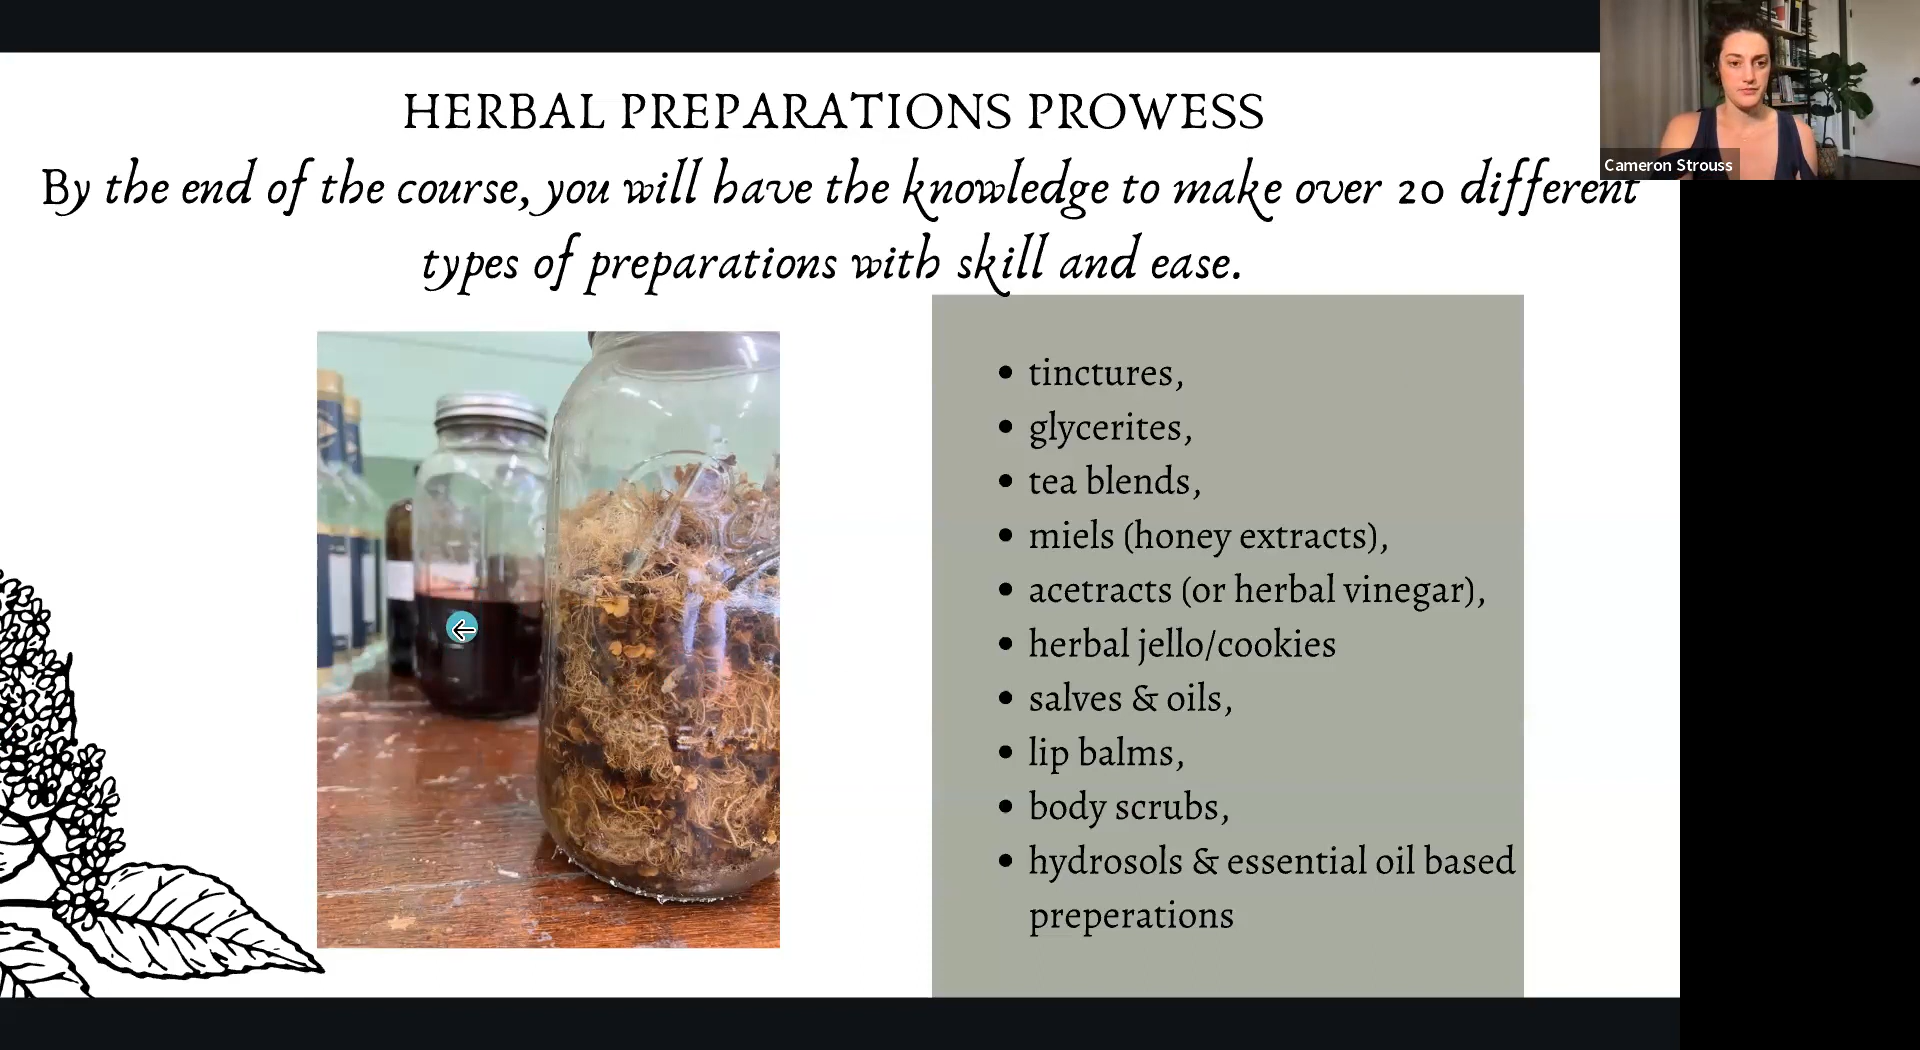 HERBAL PREPARATIONS PROWESS
By the end of the course, you will have the knowledge to make over 20 different
types of preparations with skill and ease.
Cameron Strouss
• tinctures,
• glycerites,
• tea blends,
• miels (honey extracts),
• acetracts (or herbal vinegar),
• herbal jello/cookies
• salves & oils,
• lip balms,
• body scrubs,
• hydrosols & essential oil based
preperations